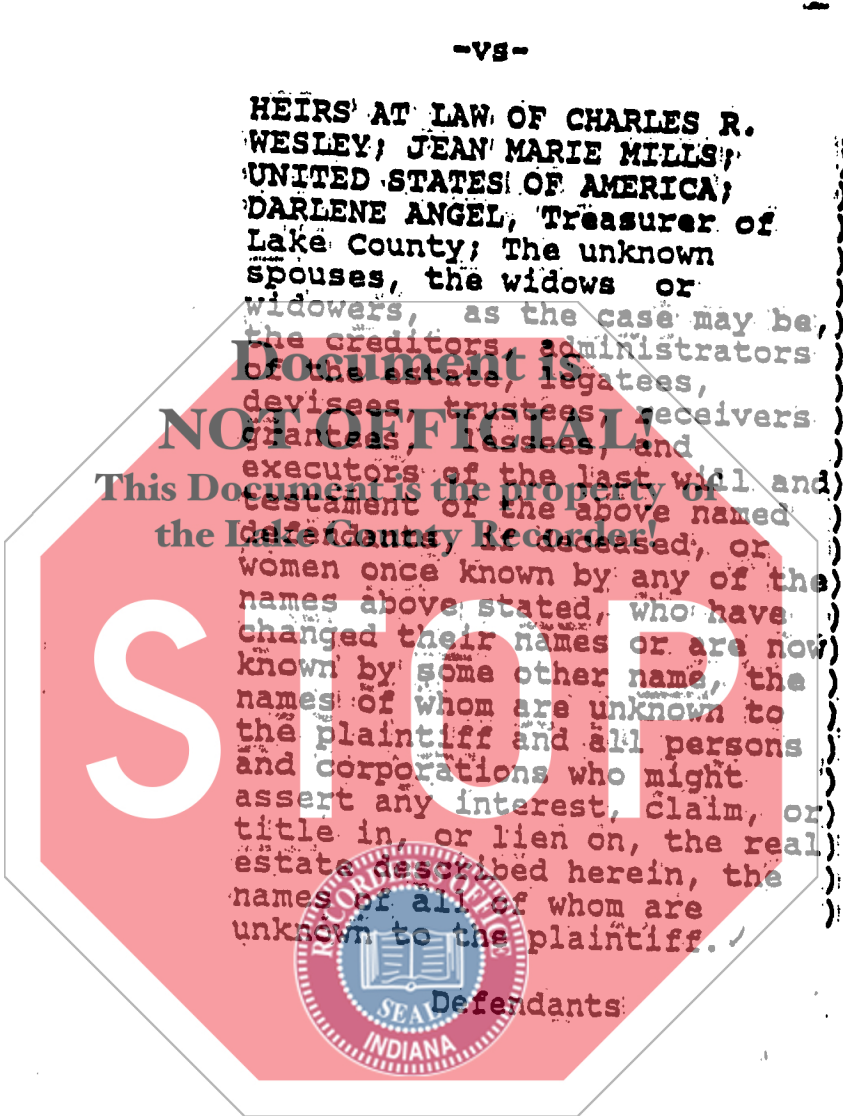 -vs-
HEIRS AT LAW OF CHARLES R.
WESLEY; JEAN MARIE MILLS;
UNITED STATES OF AMERICA;
DARLENE ANGEL, Treasurer of
Lake County; The unknown
spouses, the widows or
widowers, as the case may be,
the creditors, administrators
of the estate, legatees,
devisees, trustees, receivers
grantees, lessees, and
executors of the last will and
testament of the above named
defendants, if deceased, or
women once known by any of the
names above stated, who have
changed their names or are now
known by some other name, the
names of whom are unknown to
the plaintiff and all persons
and corporations who might
assert any interest, claim, or
title in, or lien on, the real
estate described herein, the
names of all of whom are
unknown to the plaintiff.
Defendants
Document is
NOT OFFICIAL!
This Document is the property of
the Lake County Recorder!
STOP
RECORDER'S OFFICE
SEAL
INDIANA